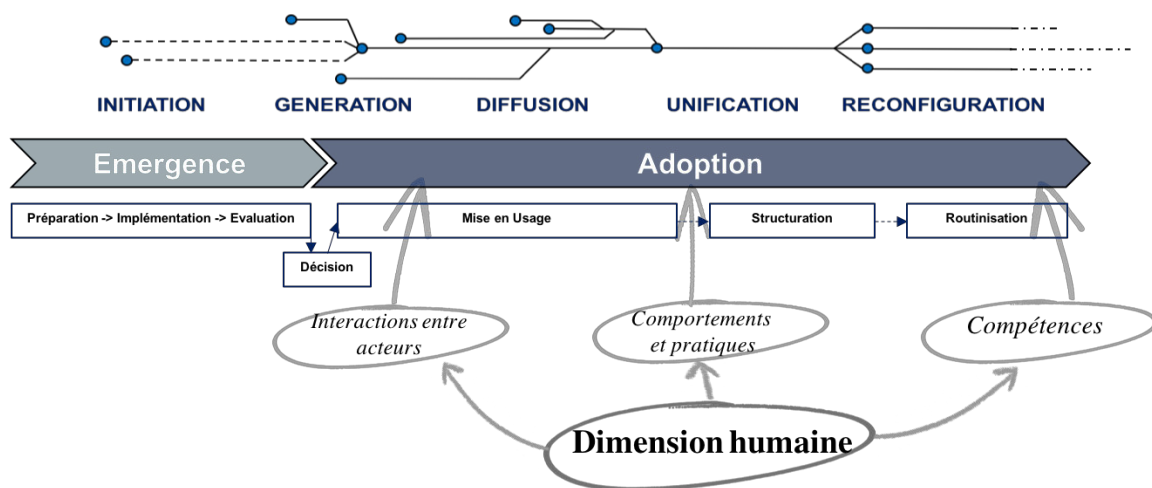 INITIATION GENERATION DIFFUSION UNIFICATION RECONFIGURATION
Emergence Adoption
Préparation -> Implémentation -> Evaluation Mise en Usage Structuration Routinisation
Décision
Interactions entre
acteurs
Comportements
et pratiques
Compétences
Dimension humaine